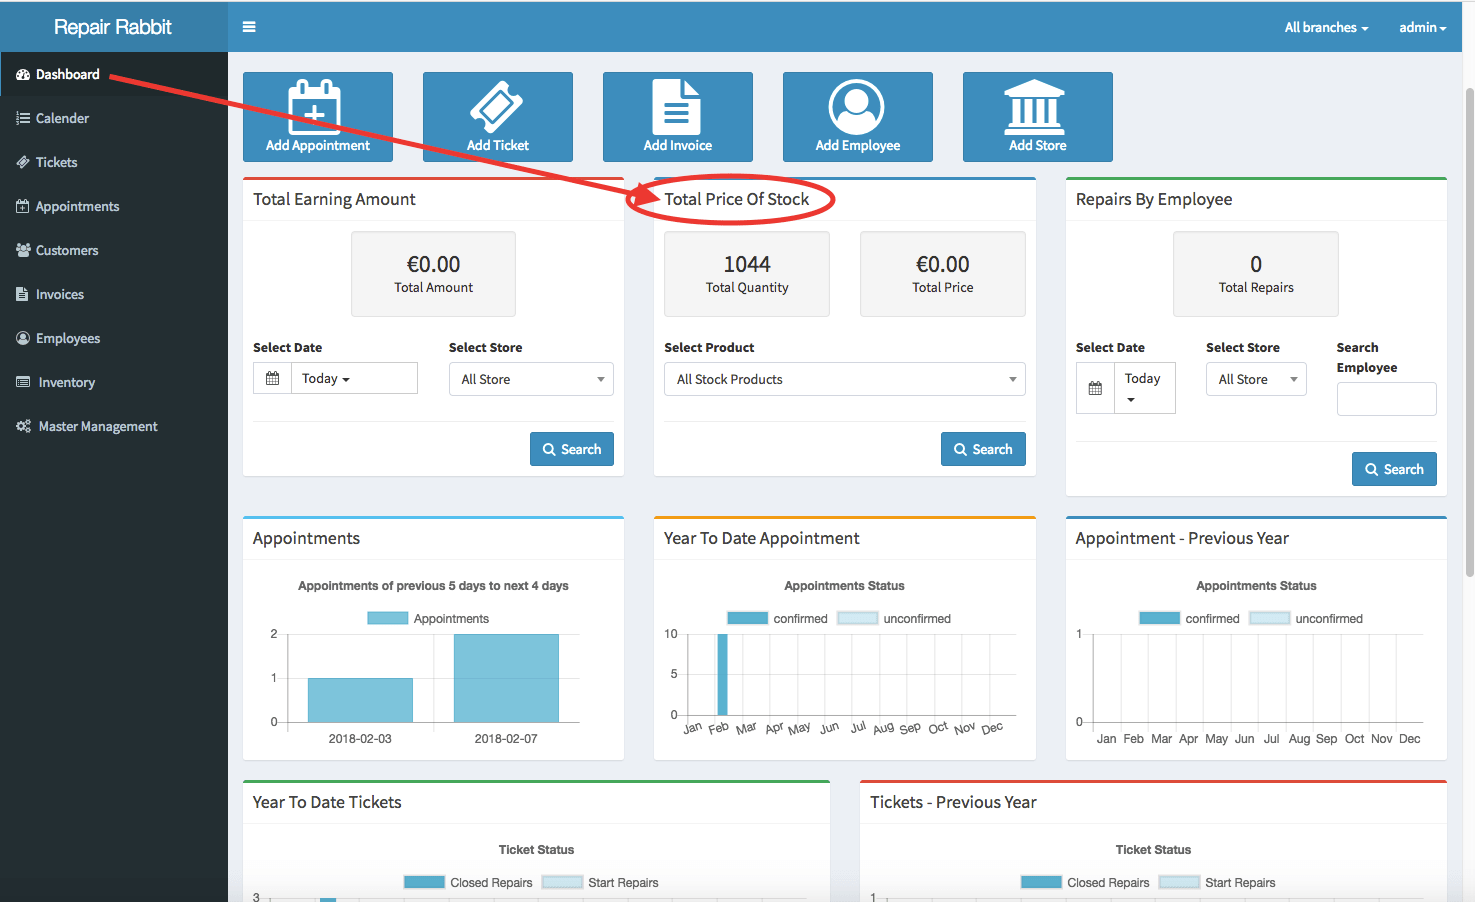 Repair Rabbit
All branches
admin
Dashboard
Calender
Tickets
Appointments
Customers
Invoices
Employees
Inventory
Master Management
Add Appointment
Add Ticket
Add Invoice
Add Employee
Add Store
Total Earning Amount
€0.00
Total Amount
Select Date
Select Store
Today
All Store
Search
Total Price Of Stock
1044
Total Quantity
€0.00
Total Price
Select Product
All Stock Products
Search
Repairs By Employee
0
Total Repairs
Select Date
Select Store
Search
Employee
Today
All Store
Search
Appointments
Appointments of previous 5 days to next 4 days
Appointments
2
1
0
2018-02-03 2018-02-07
Year To Date Appointment
Appointments Status
confirmed unconfirmed
10
5
0
Jan Feb Mar Apr May Jun Jul Aug Sep Oct Nov Dec
Appointment - Previous Year
Appointments Status
confirmed unconfirmed
1
0
Jan Feb Mar Apr May Jun Jul Aug Sep Oct Nov Dec
Year To Date Tickets
Ticket Status
Closed Repairs Start Repairs
3
Tickets - Previous Year
Ticket Status
Closed Repairs Start Repairs
1